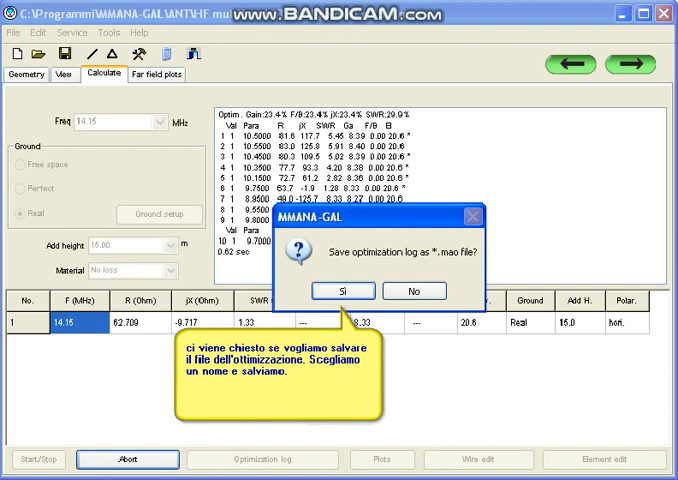 C:\Programmi\MMANA-GAL\ANT\HF mu
www.BANDICAM.com
File Edit Service Tools Help
Geometry View Calculate Far field plots
Freq 14.15 MHz
Ground
Free space
Perfect
Real
Ground setup
Add height 15.00 m
Material No loss
Optim. Gain:23.4% F/B:23.4% jX:23.4% SWR:29.9%
Val Para R jX SWR Ga F/B El
1 1 10.5000 81.6 117.7 5.45 8.39 0.00 20.6 *
2 1 10.5500 80.8 125.8 5.91 8.40 0.00 20.6
3 1 10.4500 80.3 109.5 5.02 8.39 0.00 20.6
4 1 10.3500 77.7 93.3 4.20 8.38 0.00 20.6 *
5 1 10.1500 72.7 61.2 2.82 8.36 0.00 20.6 *
6 1 9.7500 63.7 -1.9 1.28 8.33 0.00 20.6 *
7 1 8.9500 49.0 -125.7 8.33 8.27 0.00 20.6
8 1 9.5500
9 1 9.8000
Val Para
10 1 9.7000
0.62 sec
MMANA-GAL
Save optimization log as *.mao file?
Sì No
No. F (MHz) R (Ohm) jX (Ohm) Ground Add H. Polar.
1 14.15 62.709 -9.717 1.33 --- 8.33 --- 20.6 Real 15.0 hori.
ci viene chiesto se vogliamo salvare
il file dell'ottimizzazione. Scegliamo
un nome e salviamo.
Start/Stop Abort Optimization log Plots Wire edit Element edit